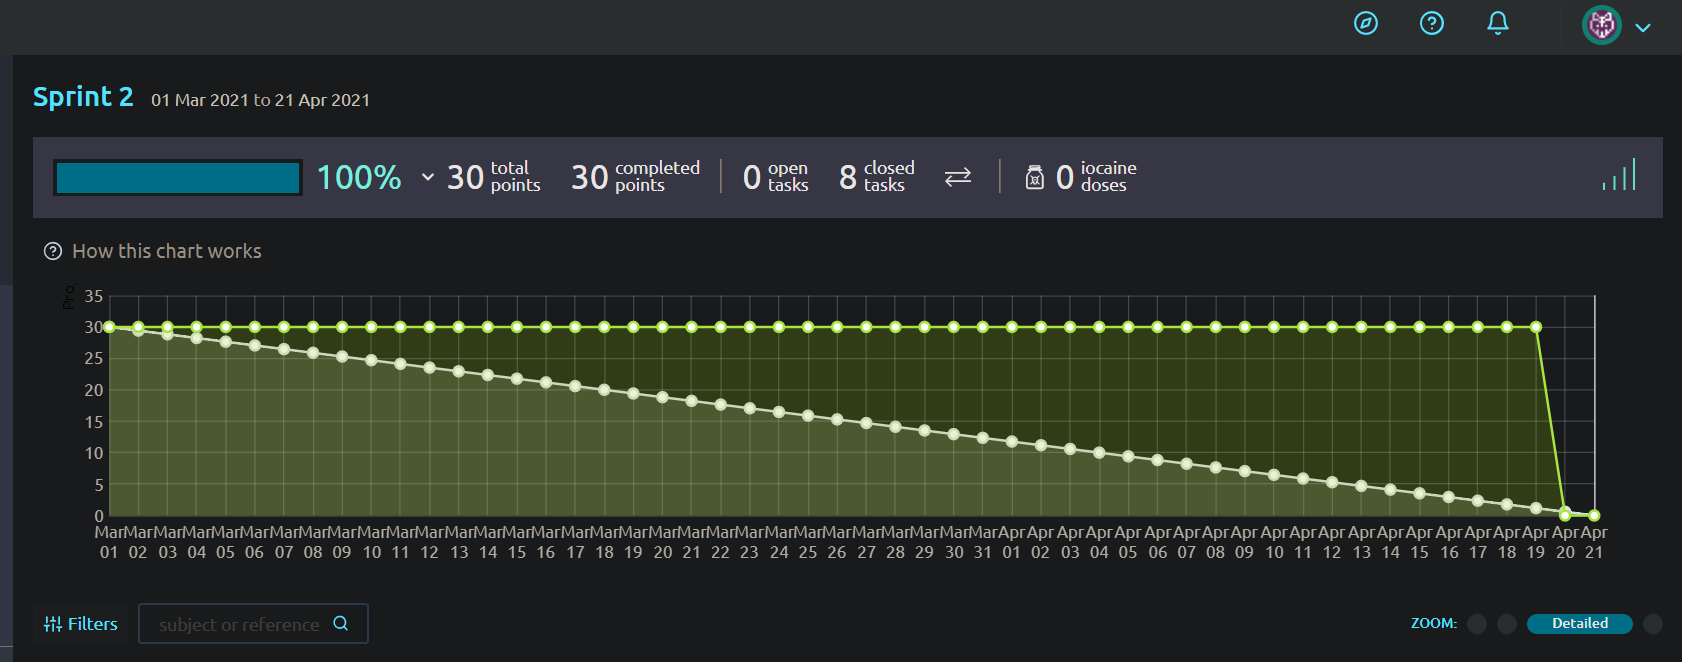 Sprint 2 01 Mar 2021 to 21 Apr 2021
100% 30 total points 30 completed points 0 open tasks 8 closed tasks 0 iocaine doses
How this chart works
35
30
25
20
15
10
5
0
Mar Mar Mar Mar Mar Mar Mar Mar Mar Mar Mar Mar Mar Mar Mar Mar Mar Mar Mar Mar Mar Mar Mar Mar Mar Mar Mar Mar Mar Mar Mar Apr Apr Apr Apr Apr Apr Apr Apr Apr Apr Apr Apr Apr Apr Apr Apr Apr Apr Apr Apr Apr
01 02 03 04 05 06 07 08 09 10 11 12 13 14 15 16 17 18 19 20 21 22 23 24 25 26 27 28 29 30 31 01 02 03 04 05 06 07 08 09 10 11 12 13 14 15 16 17 18 19 20 21
Filters subject or reference ZOOM: Detailed